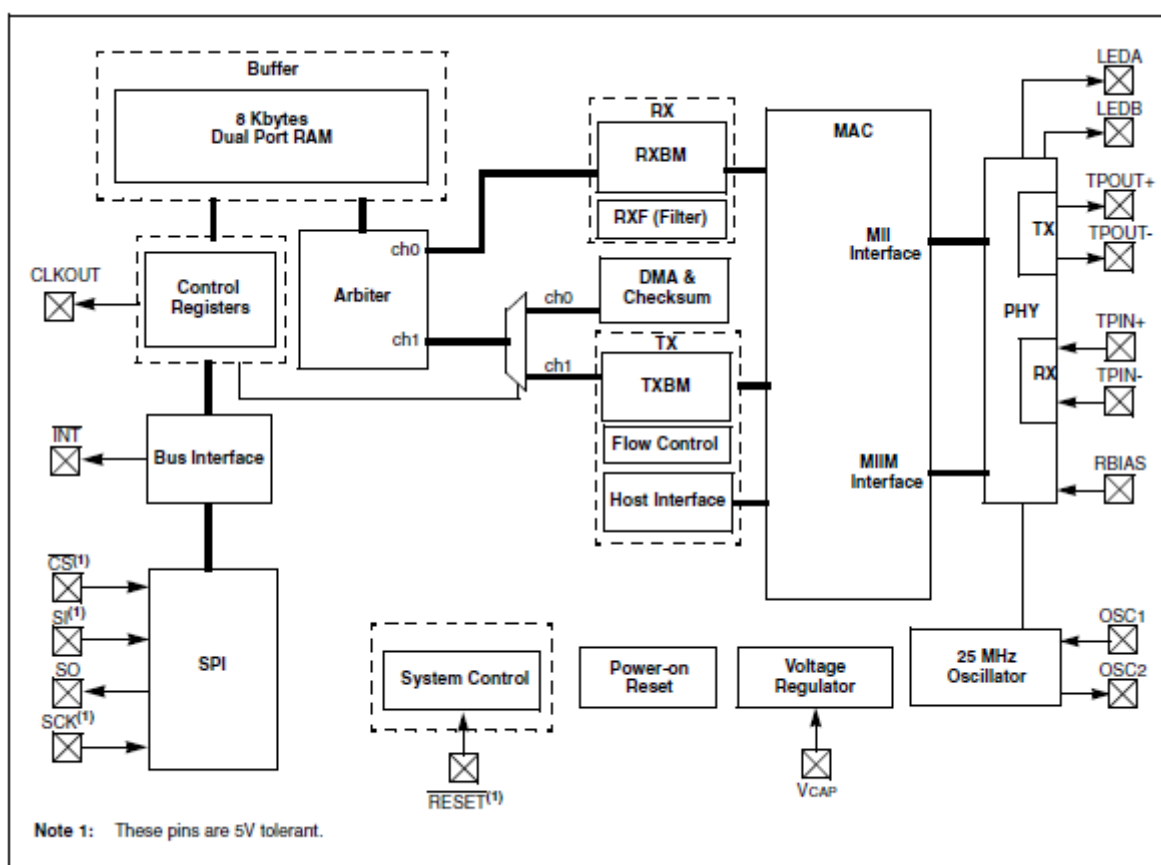 Buffer
8 Kbytes
Dual Port RAM
RX
RXBM
RXF (Filter)
MAC
LEDA
LEDB
TPOUT+
TPOUT-
TX
PHY
TPIN+
TPIN-
RX
RBIAS
MII
Interface
MIIM
Interface
CLKOUT
Control
Registers
Arbiter
ch0
ch1
ch0
ch1
DMA &
Checksum
TX
TXBM
Flow Control
Host Interface
INT
Bus Interface
CS(1)
SI(1)
SO
SCK(1)
SPI
System Control
RESET(1)
Power-on
Reset
Voltage
Regulator
VCAP
25 MHz
Oscillator
OSC1
OSC2
Note 1: These pins are 5V tolerant.